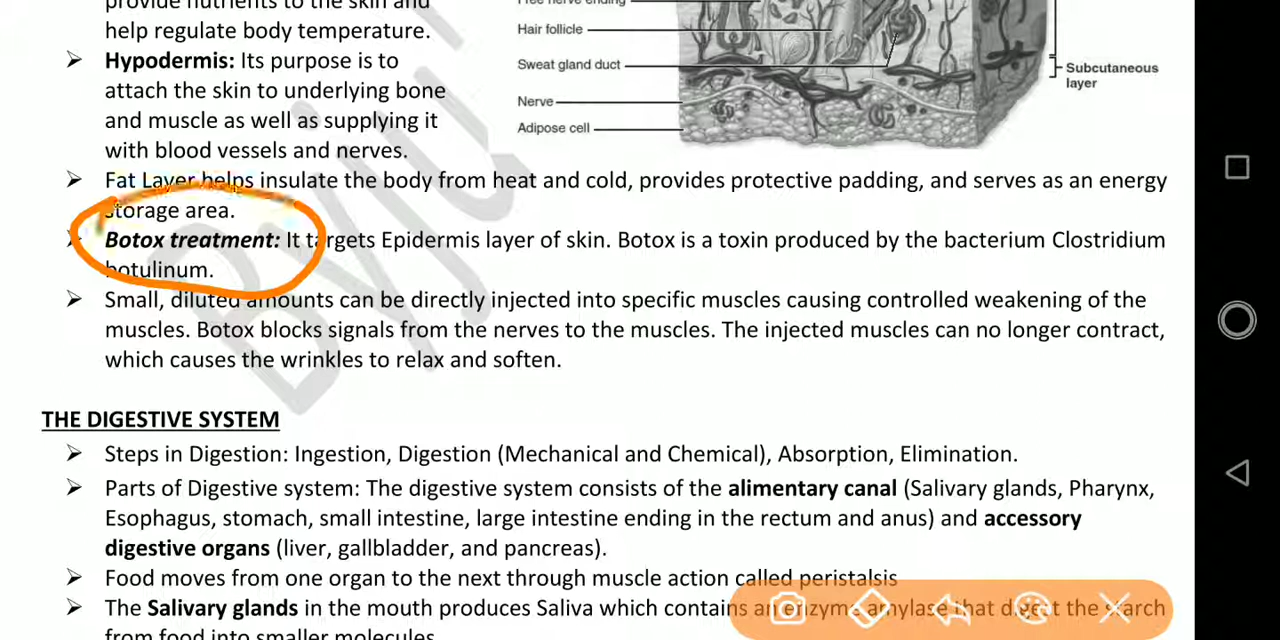 provide nutrients to the skin and
help regulate body temperature.
Hypodermis: Its purpose is to
attach the skin to underlying bone
and muscle as well as supplying it
with blood vessels and nerves.
Free nerve ending
Hair follicle
Sweat gland duct
Nerve
Adipose cell
Subcutaneous
layer
Fat Layer helps insulate the body from heat and cold, provides protective padding, and serves as an energy
storage area.
Botox treatment: It targets Epidermis layer of skin. Botox is a toxin produced by the bacterium Clostridium
botulinum.
Small, diluted amounts can be directly injected into specific muscles causing controlled weakening of the
muscles. Botox blocks signals from the nerves to the muscles. The injected muscles can no longer contract,
which causes the wrinkles to relax and soften.
THE DIGESTIVE SYSTEM
Steps in Digestion: Ingestion, Digestion (Mechanical and Chemical), Absorption, Elimination.
Parts of Digestive system: The digestive system consists of the alimentary canal (Salivary glands, Pharynx,
Esophagus, stomach, small intestine, large intestine ending in the rectum and anus) and accessory
digestive organs (liver, gallbladder, and pancreas).
Food moves from one organ to the next through muscle action called peristalsis
The Salivary glands in the mouth produces Saliva which contains an enzyme amylase that digest the starch
from food into smaller molecules.